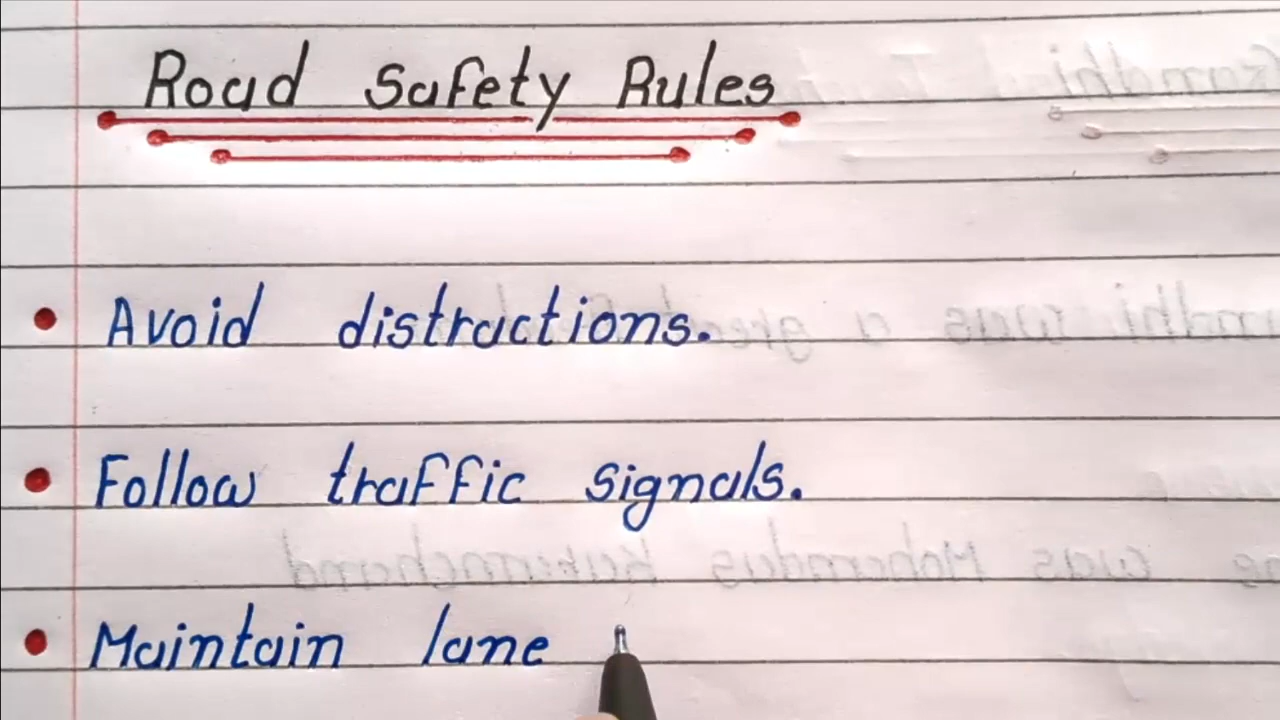 Road Safety Rules
• Avoid distractions.
• Follow traffic signals.
• Maintain lane